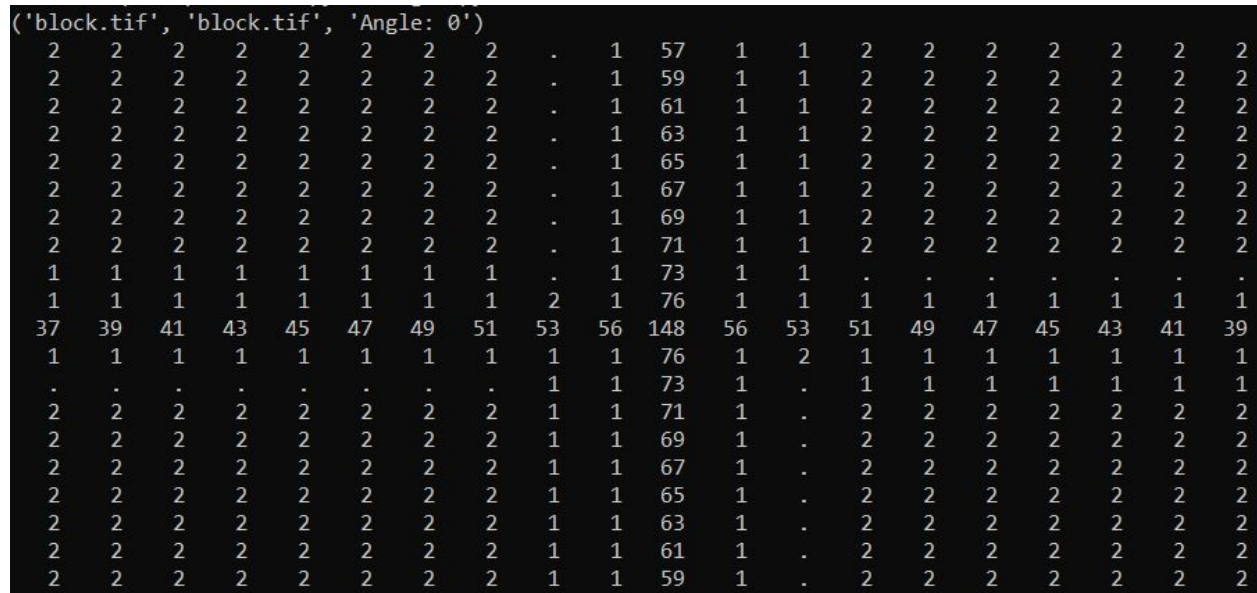 ('block.tif', 'block.tif', 'Angle: 0')
2 2 2 2 2 2 2 2 . 1 57 1 1 2 2 2 2 2 2 2
2 2 2 2 2 2 2 2 . 1 59 1 1 2 2 2 2 2 2 2
2 2 2 2 2 2 2 2 . 1 61 1 1 2 2 2 2 2 2 2
2 2 2 2 2 2 2 2 . 1 63 1 1 2 2 2 2 2 2 2
2 2 2 2 2 2 2 2 . 1 65 1 1 2 2 2 2 2 2 2
2 2 2 2 2 2 2 2 . 1 67 1 1 2 2 2 2 2 2 2
2 2 2 2 2 2 2 2 . 1 69 1 1 2 2 2 2 2 2 2
2 2 2 2 2 2 2 2 . 1 71 1 1 2 2 2 2 2 2 2
1 1 1 1 1 1 1 1 . 1 73 1 1 . . . . . . .
1 1 1 1 1 1 1 1 2 1 76 1 1 1 1 1 1 1 1 1
37 39 41 43 45 47 49 51 53 56 148 56 53 51 49 47 45 43 41 39
1 1 1 1 1 1 1 1 1 1 76 1 2 1 1 1 1 1 1 1
. . . . . . . . 1 1 73 1 . 1 1 1 1 1 1 1
2 2 2 2 2 2 2 2 1 1 71 1 . 2 2 2 2 2 2 2
2 2 2 2 2 2 2 2 1 1 69 1 . 2 2 2 2 2 2 2
2 2 2 2 2 2 2 2 1 1 67 1 . 2 2 2 2 2 2 2
2 2 2 2 2 2 2 2 1 1 65 1 . 2 2 2 2 2 2 2
2 2 2 2 2 2 2 2 1 1 63 1 . 2 2 2 2 2 2 2
2 2 2 2 2 2 2 2 1 1 61 1 . 2 2 2 2 2 2 2
2 2 2 2 2 2 2 2 1 1 59 1 . 2 2 2 2 2 2 2